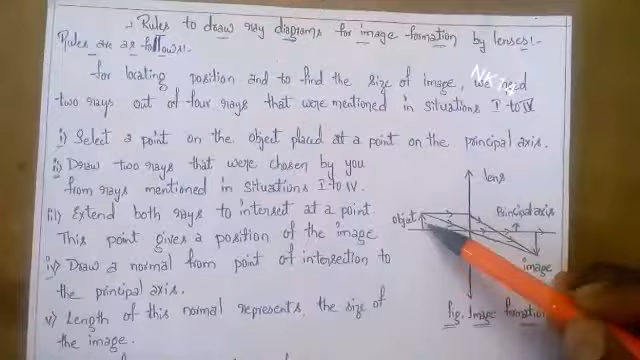 Rules to draw ray diagrams for image formation by lenses:-
Rules are as follows:
for locating position and to find the size of image, we need
two rays out of four rays that were mentioned in situations I to IV
i) Select a point on the object placed at a point on the principal axis.
ii) Draw two rays that were chosen by you
from rays mentioned in situations I to IV.
iii) Extend both rays to intersect at a point
This point gives a position of the image
iv) Draw a normal from point of intersection to
the principal axis.
v) Length of this normal represents the size of
the image.
lens
Principal axis
object
image
fig. Image formation